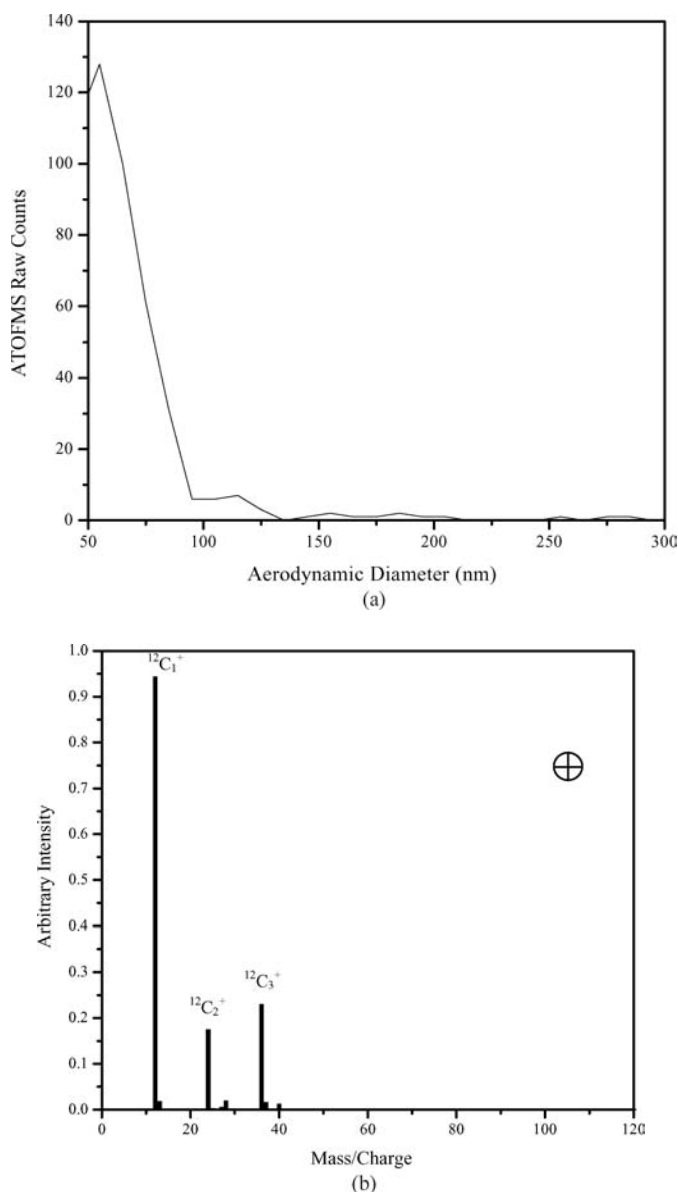 140
120
100
80
60
40
20
0
ATOFMS Raw Counts
50 100 150 200 250 300
Aerodynamic Diameter (nm)
(a)
1.0
0.9
0.8
0.7
0.6
0.5
0.4
0.3
0.2
0.1
0.0
Arbitrary Intensity
¹²C₁⁺
¹²C₂⁺
¹²C₃⁺
0 20 40 60 80 100 120
Mass/Charge
(b)